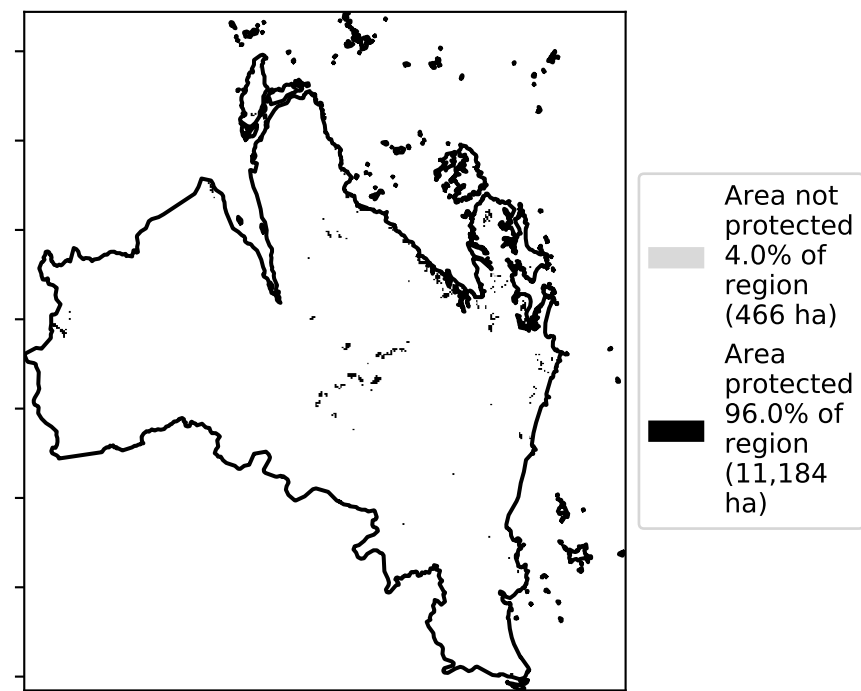 Area not
protected
4.0% of
region
(466 ha)
Area
protected
96.0% of
region
(11,184
ha)